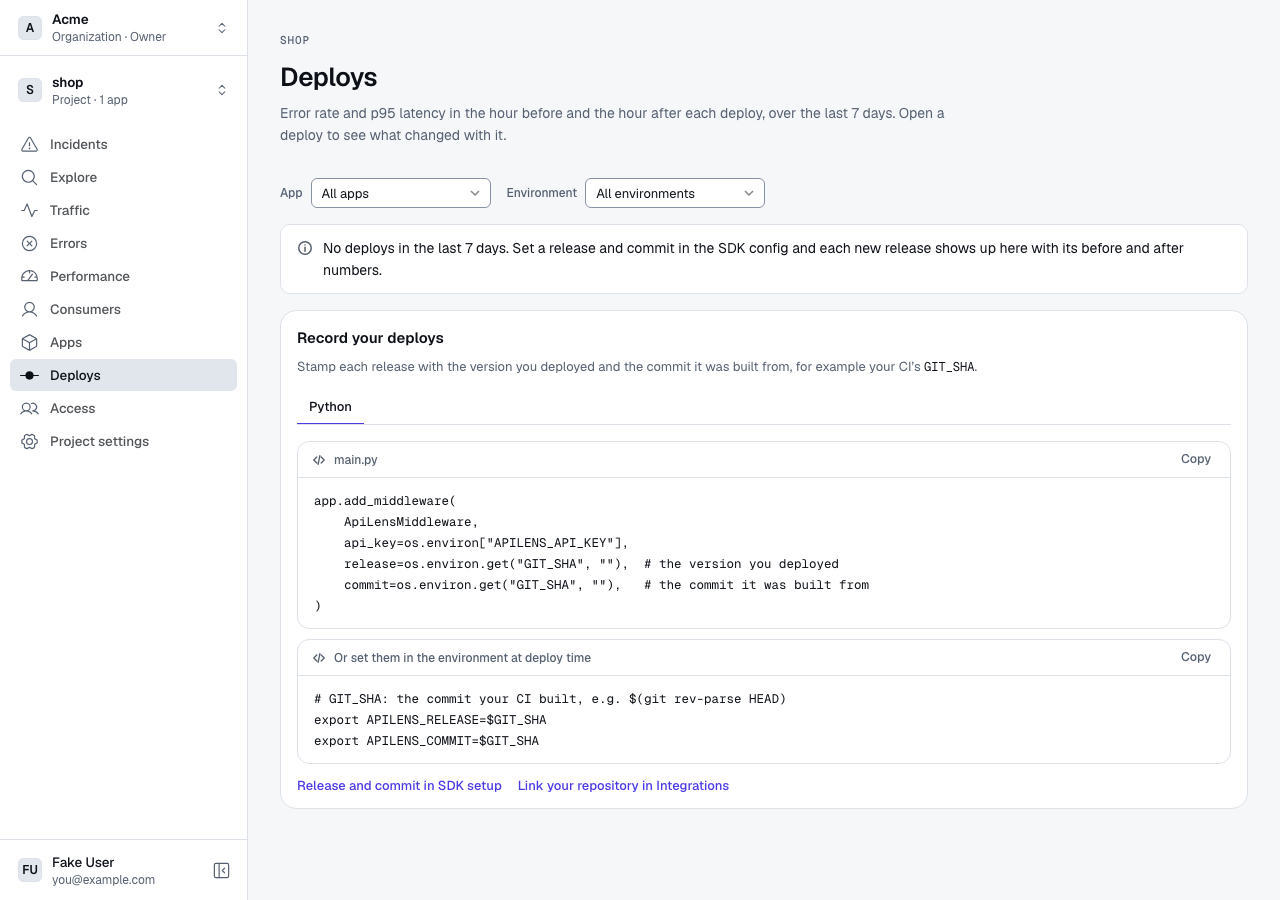 A
Acme
Organization · Owner
S
shop
Project · 1 app
Incidents
Explore
Traffic
Errors
Performance
Consumers
Apps
Deploys
Access
Project settings
FU
Fake User
you@example.com
SHOP
Deploys
Error rate and p95 latency in the hour before and the hour after each deploy, over the last 7 days. Open a
deploy to see what changed with it.
App
All apps
Environment
All environments
No deploys in the last 7 days. Set a release and commit in the SDK config and each new release shows up here with its before and after
numbers.
Record your deploys
Stamp each release with the version you deployed and the commit it was built from, for example your CI's GIT_SHA.
Python
main.py
Copy
app.add_middleware(
    ApiLensMiddleware,
    api_key=os.environ["APILENS_API_KEY"],
    release=os.environ.get("GIT_SHA", ""),  # the version you deployed
    commit=os.environ.get("GIT_SHA", ""),   # the commit it was built from
)
Or set them in the environment at deploy time
Copy
# GIT_SHA: the commit your CI built, e.g. $(git rev-parse HEAD)
export APILENS_RELEASE=$GIT_SHA
export APILENS_COMMIT=$GIT_SHA
Release and commit in SDK setup
Link your repository in Integrations